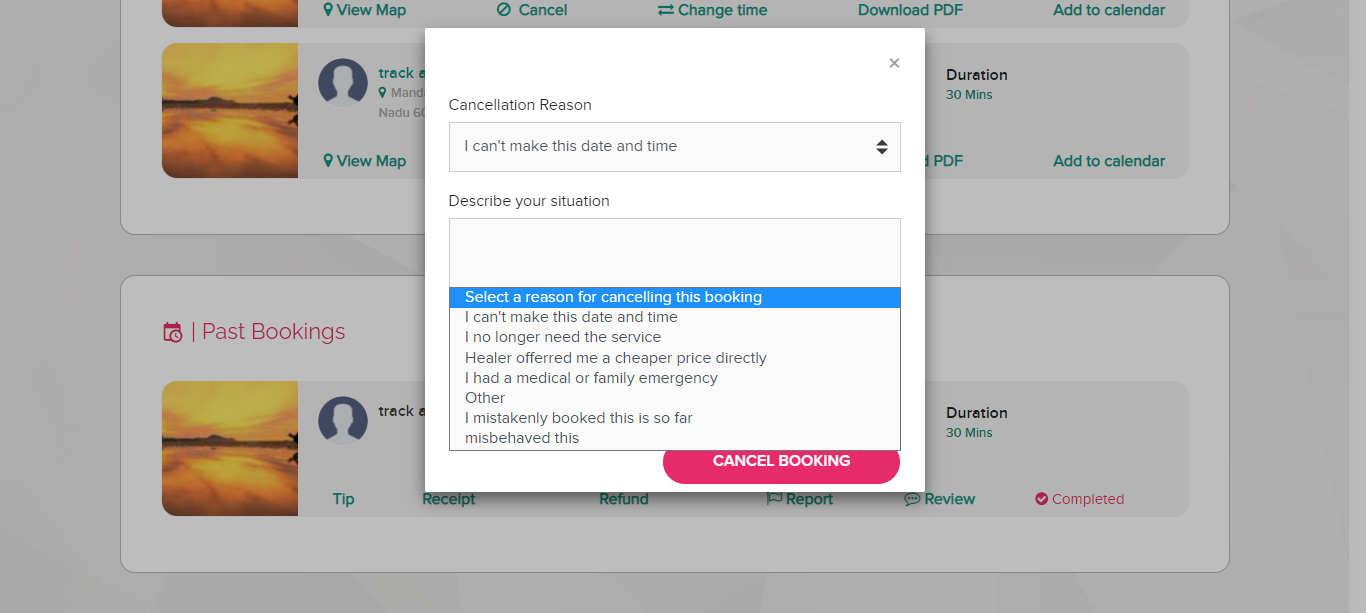 View Map Cancel Change time Download PDF Add to calendar
×
track a
Duration
Manda
30 Mins
Nadu 60
Cancellation Reason
I can't make this date and time
View Map
PDF
Add to calendar
Describe your situation
Select a reason for cancelling this booking
I can't make this date and time
I no longer need the service
Healer offerred me a cheaper price directly
I had a medical or family emergency
Other
I mistakenly booked this is so far
misbehaved this
CANCEL BOOKING
| Past Bookings
track a
Duration
30 Mins
Tip Receipt Refund Report Review Completed